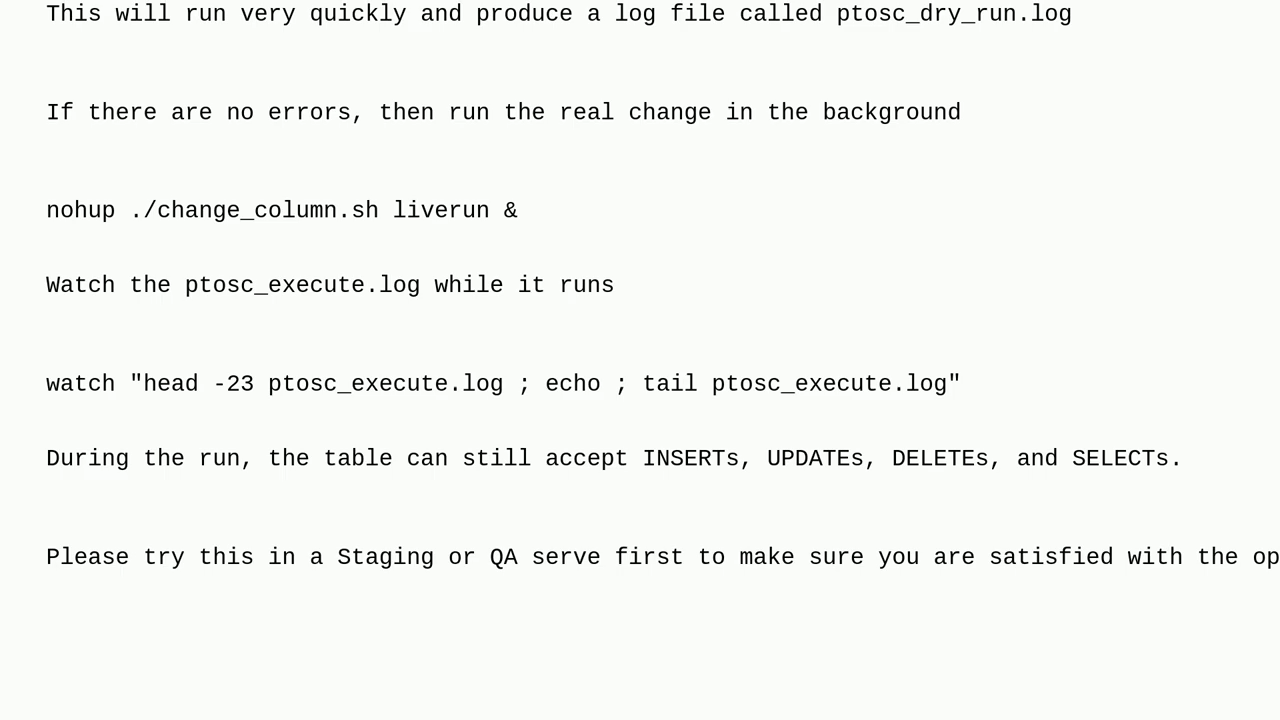 This will run very quickly and produce a log file called ptosc_dry_run.log
If there are no errors, then run the real change in the background
nohup ./change_column.sh liverun &
Watch the ptosc_execute.log while it runs
watch "head -23 ptosc_execute.log ; echo ; tail ptosc_execute.log"
During the run, the table can still accept INSERTs, UPDATEs, DELETEs, and SELECTs.
Please try this in a Staging or QA serve first to make sure you are satisfied with the op